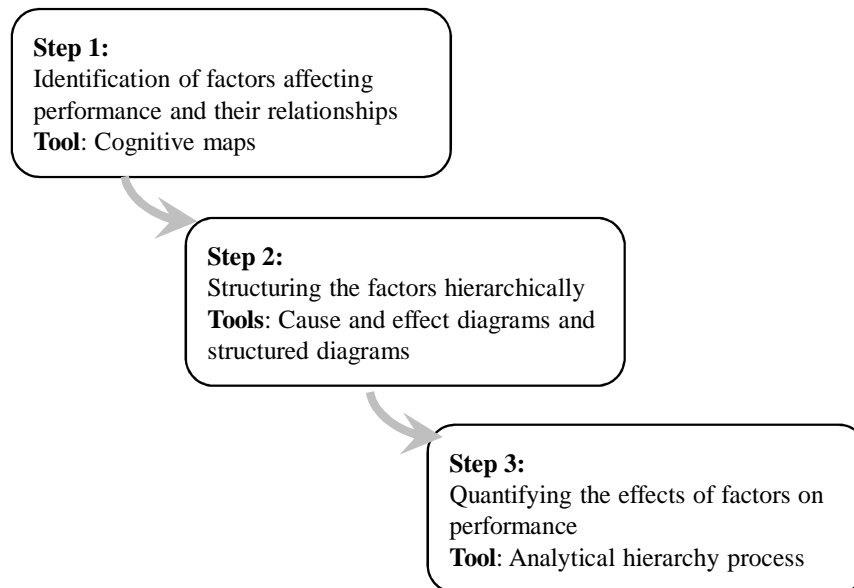 Step 1:
Identification of factors affecting
performance and their relationships
Tool: Cognitive maps
Step 2:
Structuring the factors hierarchically
Tools: Cause and effect diagrams and
structured diagrams
Step 3:
Quantifying the effects of factors on
performance
Tool: Analytical hierarchy process